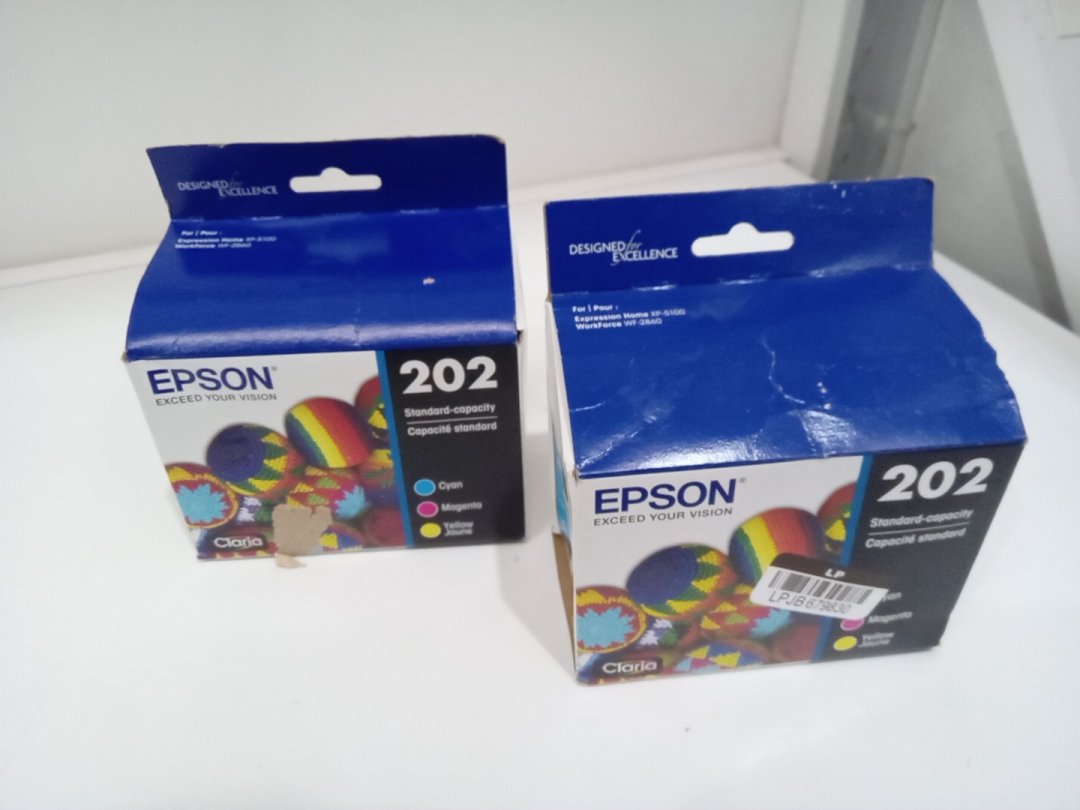 DESIGNED for EXCELLENCE
For / Pour :
Expression Home XP-5100
WorkForce WF-2860
EPSON®
EXCEED YOUR VISION
202
Standard-capacity
Capacité standard
Cyan
Magenta
Yellow
Jaune
Claria
DESIGNED for EXCELLENCE
For / Pour :
Expression Home XP-5100
WorkForce WF-2860
EPSON®
EXCEED YOUR VISION
202
Standard-capacity
Capacité standard
LP
LPJB679830
yan
Magenta
Yellow
Jaune
Claria